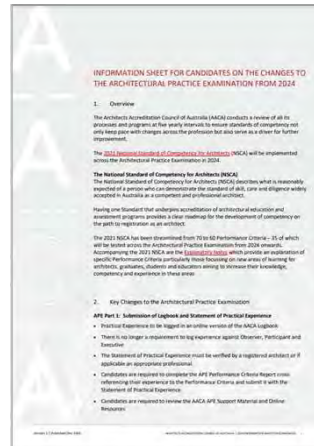 INFORMATION SHEET FOR CANDIDATES ON THE CHANGES TO
THE ARCHITECTURAL PRACTICE EXAMINATION FROM 2024
1. Overview
The Architects Accreditation Council of Australia (AACA) conducts a review of all its
processes and programs at five yearly intervals to ensure standards of competency not
only keep pace with changes across the profession but also serve as a driver for further
improvement.
The 2021 National Standard of Competency for Architects (NSCA) will be implemented
across the Architectural Practice Examination in 2024.
The National Standard of Competency for Architects (NSCA)
The National Standard of Competency for Architects (NSCA) describes what is reasonably
expected of a person who can demonstrate the standard of skill, care and diligence widely
accepted in Australia as a competent and professional architect.
Having one Standard that underpins accreditation of architectural education and
assessment programs provides a clear roadmap for the development of competency on
the path to registration as an architect.
The 2021 NSCA has been streamlined from 70 to 60 Performance Criteria – 35 of which
will be tested across the Architectural Practice Examination from 2024 onwards.
Accompanying the 2021 NSCA are the Explanatory Notes which provide an explanation of
specific Performance Criteria particularly those focussing on new areas of learning for
architects, graduates, students and educators aiming to increase their knowledge,
competency and experience in these areas.
2. Key Changes to the Architectural Practice Examination
APE Part 1: Submission of Logbook and Statement of Practical Experience
• Practical Experience to be logged in an online version of the AACA Logbook
• There is no longer a requirement to log experience against Observer, Participant and
Executive
• The Statement of Practical Experience must be verified by a registered architect or if
applicable an appropriate professional.
• Candidates are required to complete the APE Performance Criteria Report cross
referencing their experience to the Performance Criteria and submit it with the
Statement of Practical Experience
• Candidates are required to review the AACA APE Support Material and Online
Resources